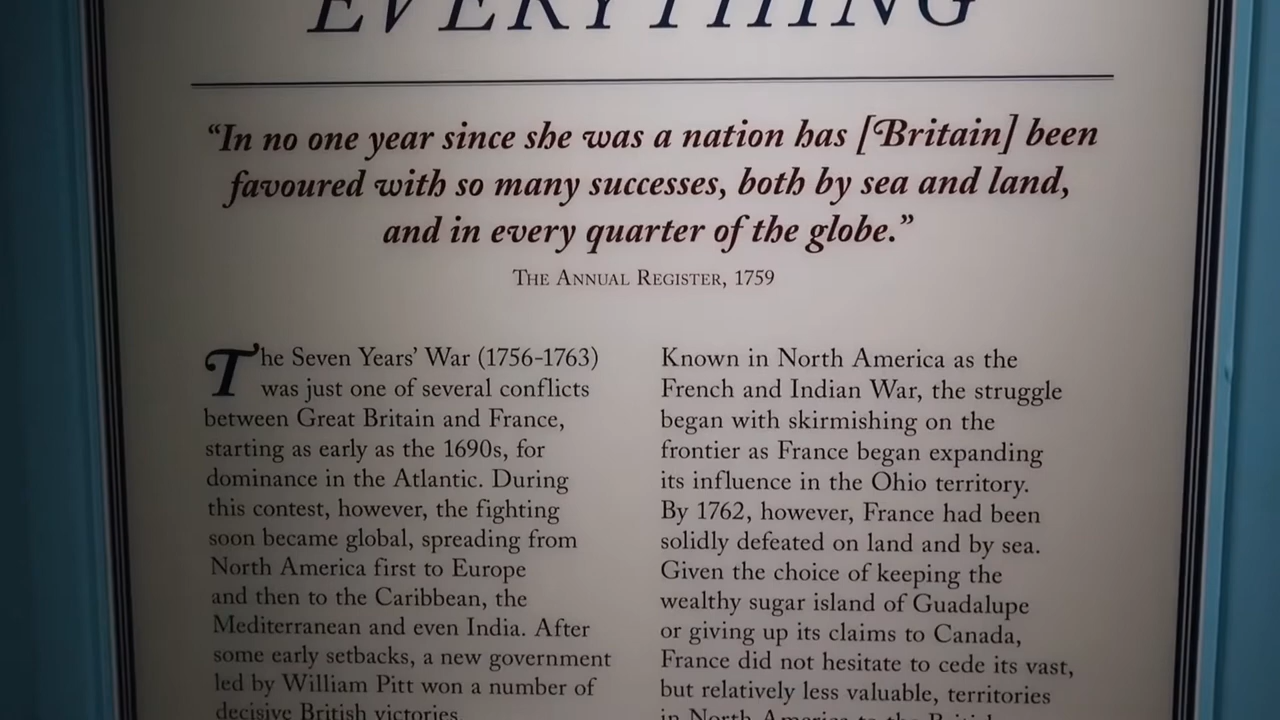 EVERYTHING
“In no one year since she was a nation has [Britain] been
favoured with so many successes, both by sea and land,
and in every quarter of the globe.”
THE ANNUAL REGISTER, 1759
The Seven Years’ War (1756-1763)
was just one of several conflicts
between Great Britain and France,
starting as early as the 1690s, for
dominance in the Atlantic. During
this contest, however, the fighting
soon became global, spreading from
North America first to Europe
and then to the Caribbean, the
Mediterranean and even India. After
some early setbacks, a new government
led by William Pitt won a number of
decisive British victories.
Known in North America as the
French and Indian War, the struggle
began with skirmishing on the
frontier as France began expanding
its influence in the Ohio territory.
By 1762, however, France had been
solidly defeated on land and by sea.
Given the choice of keeping the
wealthy sugar island of Guadalupe
or giving up its claims to Canada,
France did not hesitate to cede its vast,
but relatively less valuable, territories
in North America to the British